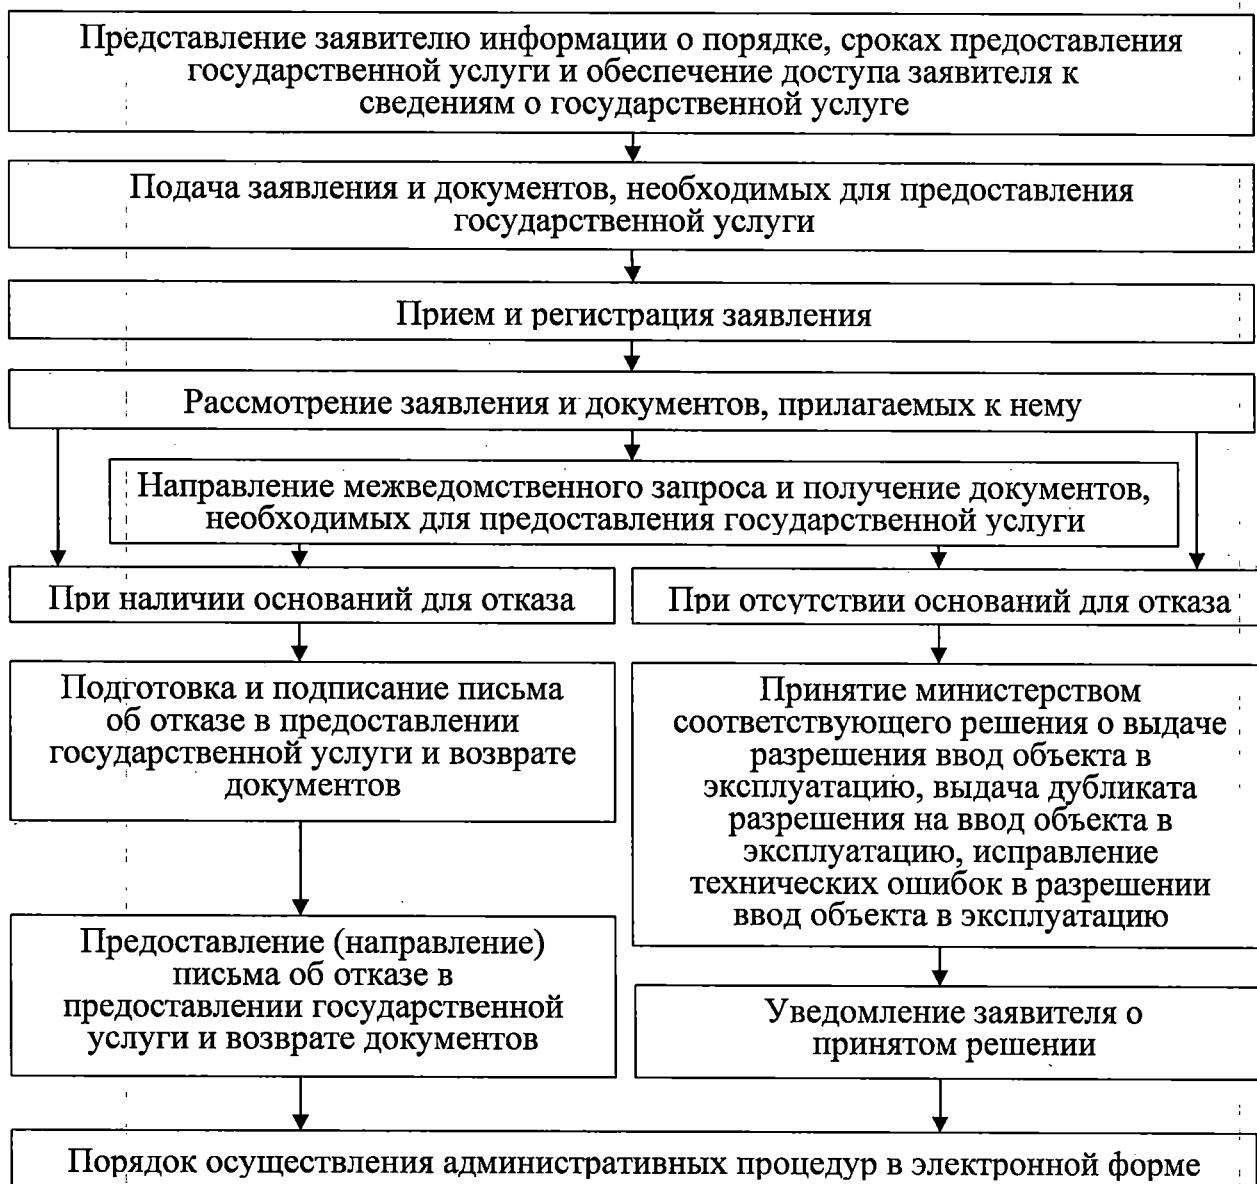 Представление заявителю информации о порядке, сроках предоставления
государственной услуги и обеспечение доступа заявителя к
сведениям о государственной услуге
Подача заявления и документов, необходимых для предоставления
государственной услуги
Прием и регистрация заявления
Рассмотрение заявления и документов, прилагаемых к нему
Направление межведомственного запроса и получение документов,
необходимых для предоставления государственной услуги
При наличии оснований для отказа
Подготовка и подписание письма
об отказе в предоставлении
государственной услуги и возврате
документов
Предоставление (направление)
письма об отказе в
предоставлении государственной
услуги и возврате документов
При отсутствии оснований для отказа
Принятие министерством
соответствующего решения о выдаче
разрешения ввод объекта в
эксплуатацию, выдача дубликата
разрешения на ввод объекта в
эксплуатацию, исправление
технических ошибок в разрешении
ввод объекта в эксплуатацию
Уведомление заявителя о
принятом решении
Порядок осуществления административных процедур в электронной форме